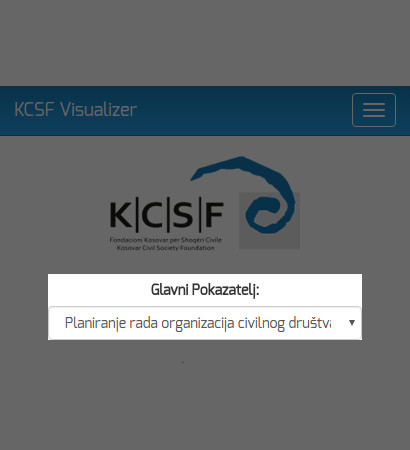 KCSF Visualizer
K|C|S|F
Fondacioni Kosovar për Shoqëri Civile
Kosovar Civil Society Foundation
Glavni Pokazatelj:
Planiranje rada organizacija civilnog društva